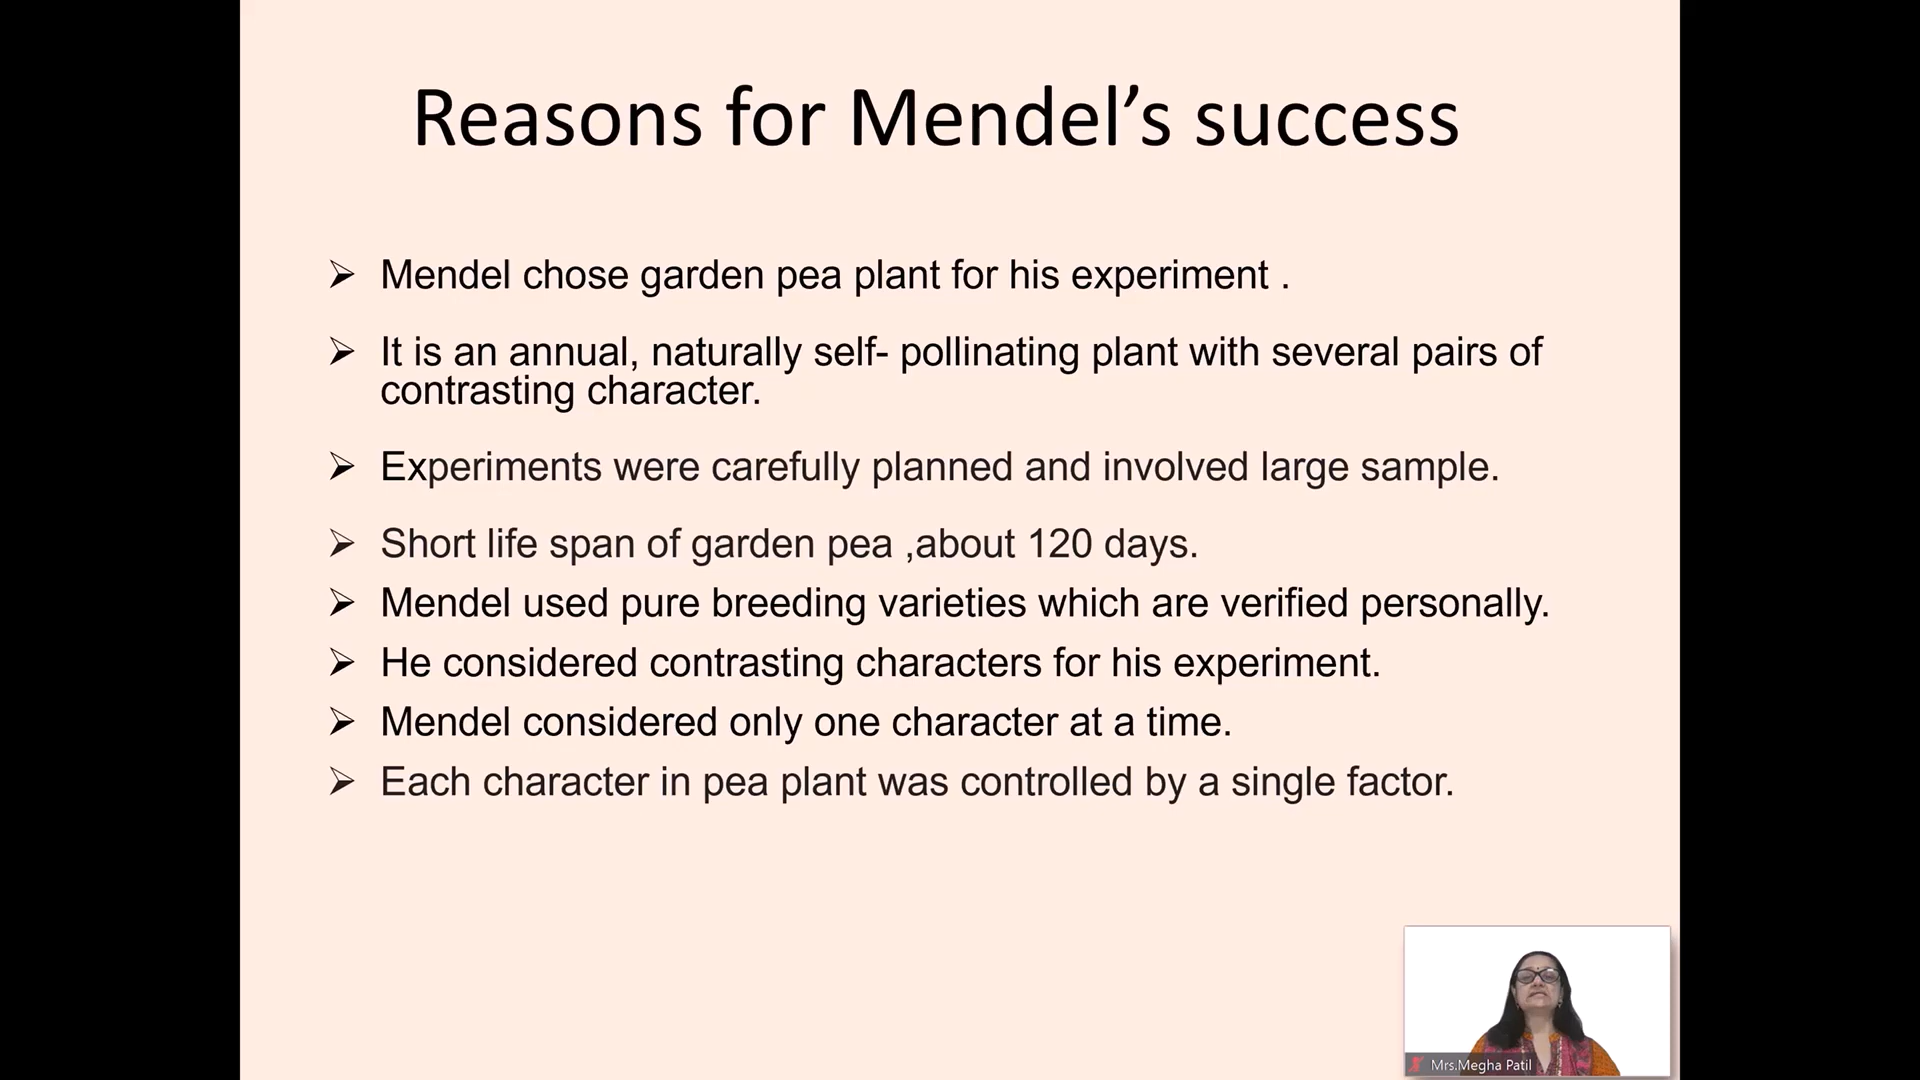 Reasons for Mendel’s success
Mendel chose garden pea plant for his experiment .
It is an annual, naturally self- pollinating plant with several pairs of
contrasting character.
Experiments were carefully planned and involved large sample.
Short life span of garden pea ,about 120 days.
Mendel used pure breeding varieties which are verified personally.
He considered contrasting characters for his experiment.
Mendel considered only one character at a time.
Each character in pea plant was controlled by a single factor.
Mrs.Megha Patil